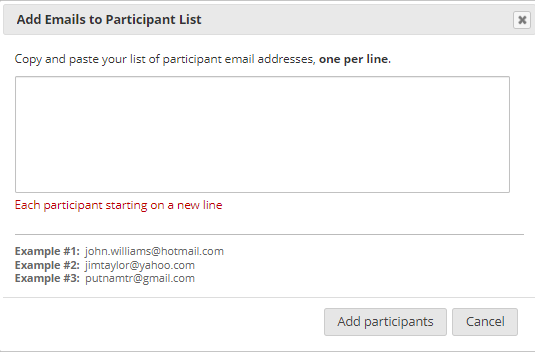 Add Emails to Participant List
Copy and paste your list of participant email addresses, one per line.
Each participant starting on a new line
Example #1: john.williams@hotmail.com
Example #2: jimtaylor@yahoo.com
Example #3: putnamtr@gmail.com
Add participants Cancel